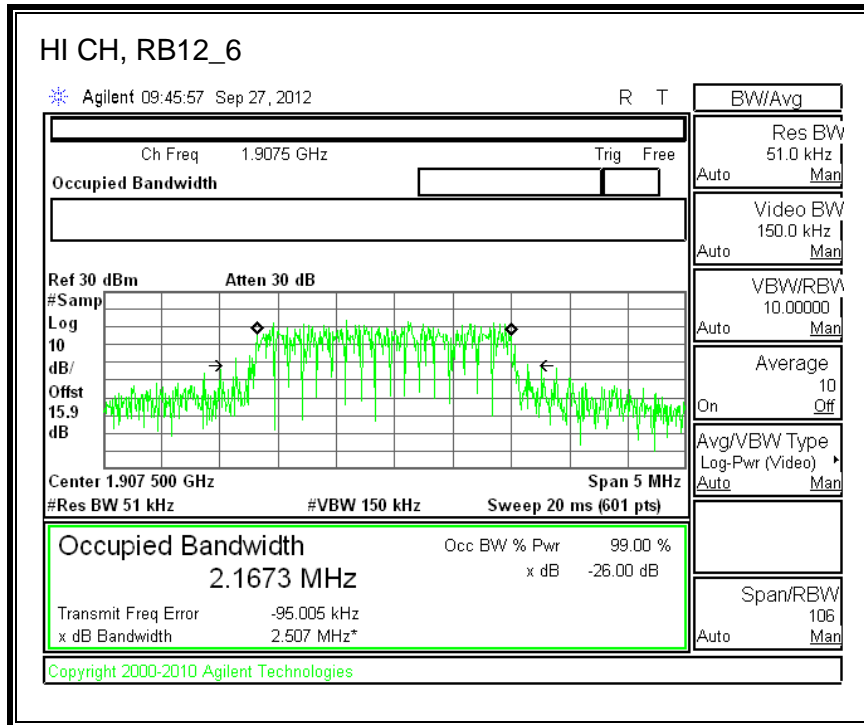 HI CH, RB12_6
Agilent 09:45:57 Sep 27, 2012 R T
Ch Freq 1.9075 GHz Trig Free
Occupied Bandwidth
Ref 30 dBm Atten 30 dB
#Samp
Log
10
dB/
Offst
15.9
dB
Center 1.907 500 GHz Span 5 MHz
#Res BW 51 kHz #VBW 150 kHz Sweep 20 ms (601 pts)
Occupied Bandwidth
2.1673 MHz
Occ BW % Pwr 99.00 %
x dB -26.00 dB
Transmit Freq Error -95.005 kHz
x dB Bandwidth 2.507 MHz*
Copyright 2000-2010 Agilent Technologies
BW/Avg
Res BW
51.0 kHz
Auto Man
Video BW
150.0 kHz
Auto Man
VBW/RBW
10.00000
Auto Man
Average
10
On Off
Avg/VBW Type
Log-Pwr (Video)
Auto Man
Span/RBW
106
Auto Man